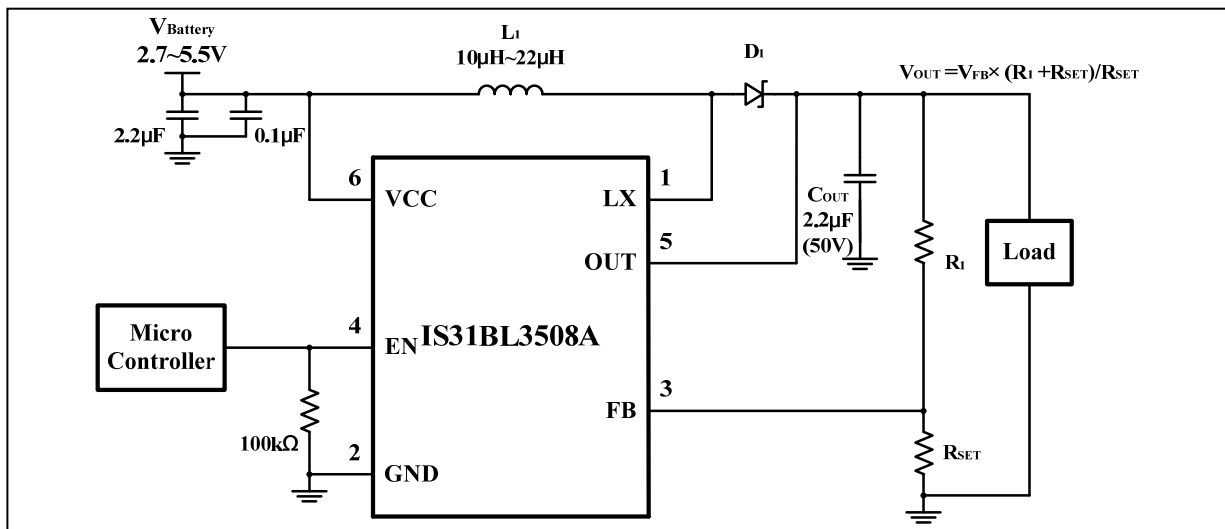 VBattery
2.7~5.5V
L1
10µH~22µH
D1
VOUT =VFB× (R1 +RSET)/RSET
2.2µF
0.1µF
6
VCC
1
LX
COUT
2.2µF
(50V)
5
OUT
R1
Load
Micro
Controller
4
EN
IS31BL3508A
3
FB
100kΩ
2
GND
RSET